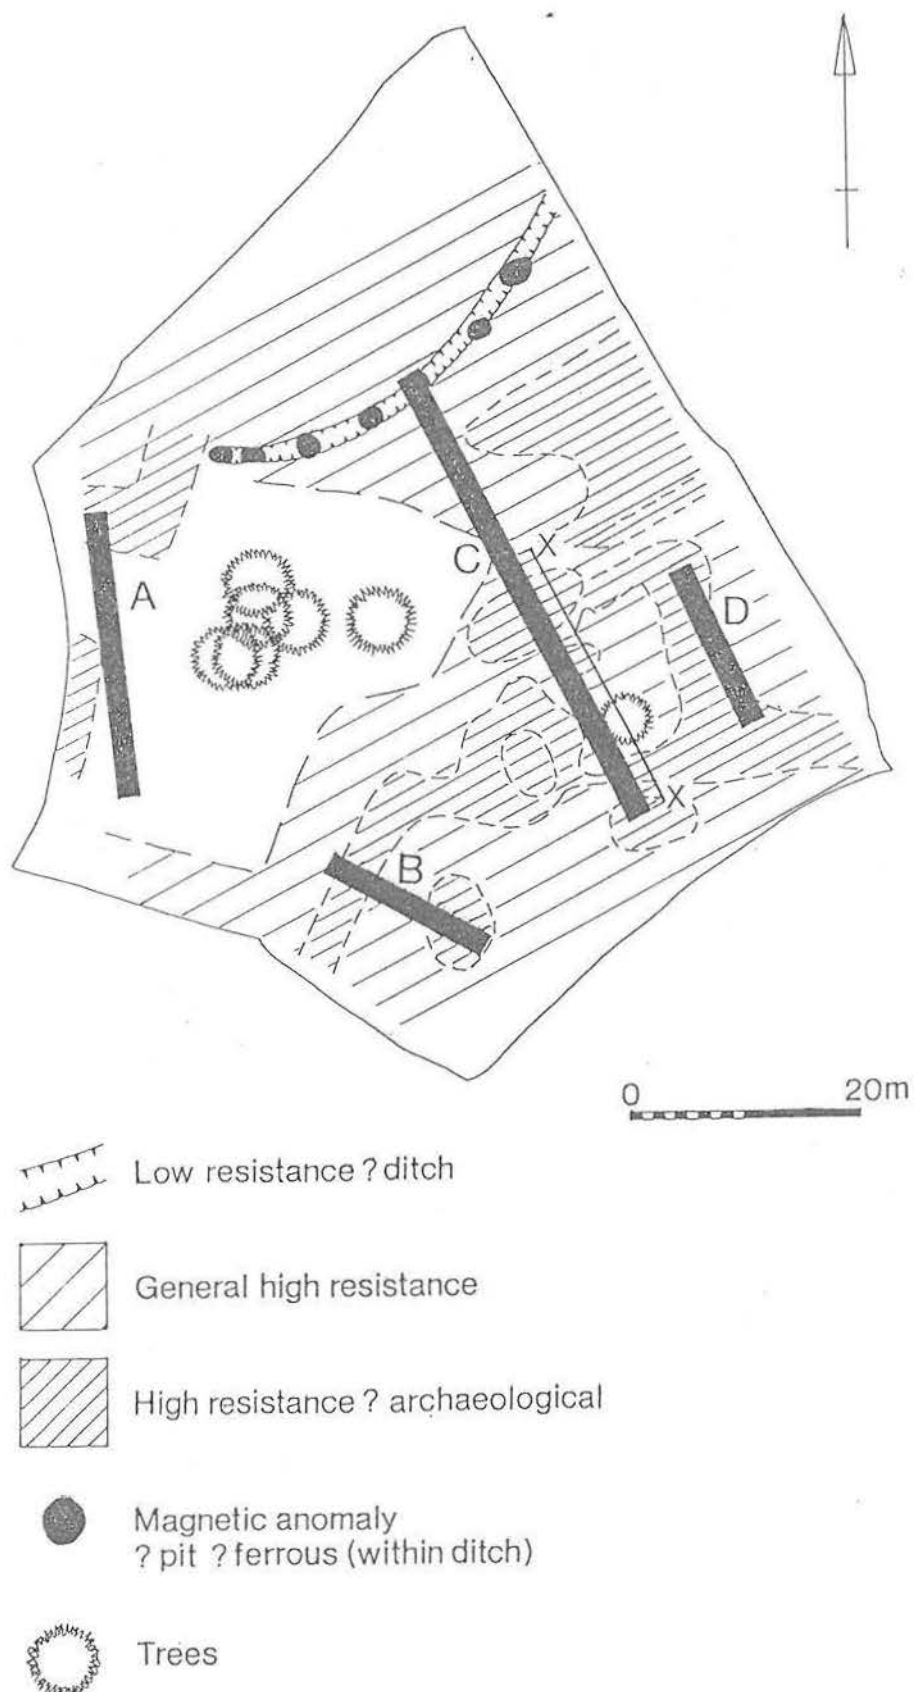 A
C
X
D
X
B
0 20m
Low resistance ? ditch
General high resistance
High resistance ? archaeological
Magnetic anomaly
? pit ? ferrous (within ditch)
Trees